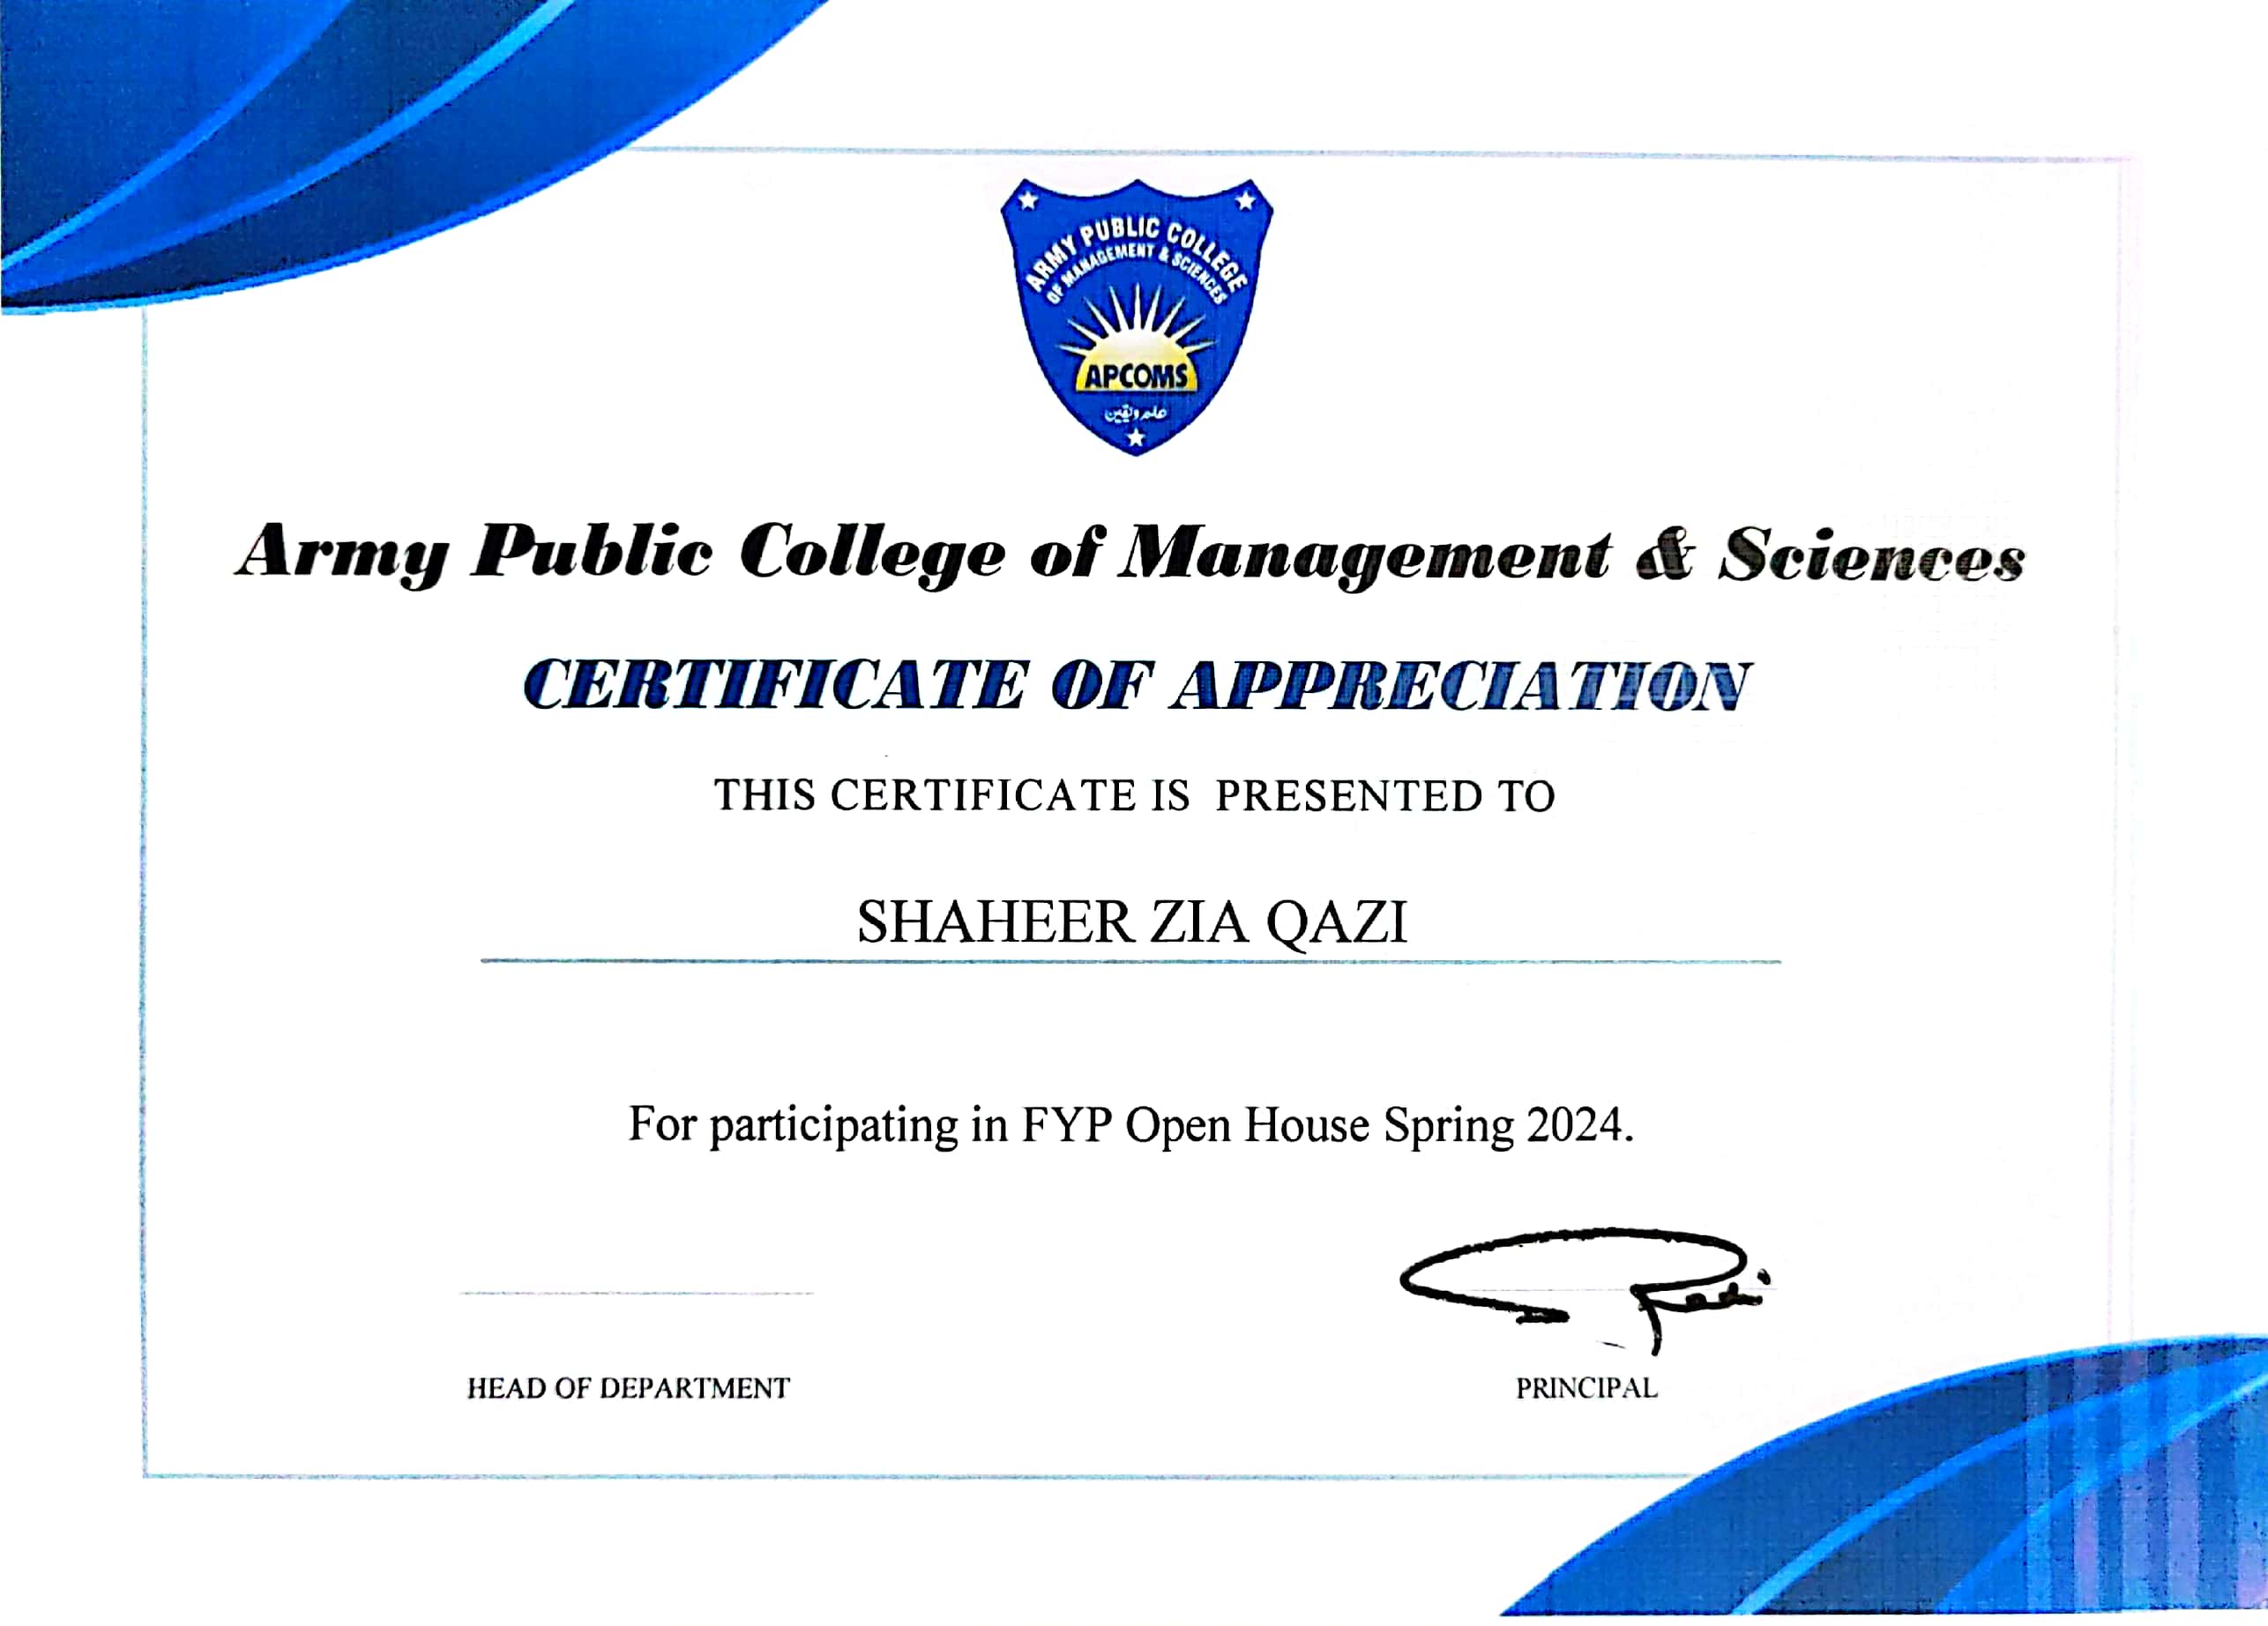 ARMY PUBLIC COLLEGE
OF MANAGEMENT & SCIENCES
APCOMS
علم و یقین
Army Public College of Management & Sciences
CERTIFICATE OF APPRECIATION
THIS CERTIFICATE IS PRESENTED TO
SHAHEER ZIA QAZI
For participating in FYP Open House Spring 2024.
HEAD OF DEPARTMENT
PRINCIPAL